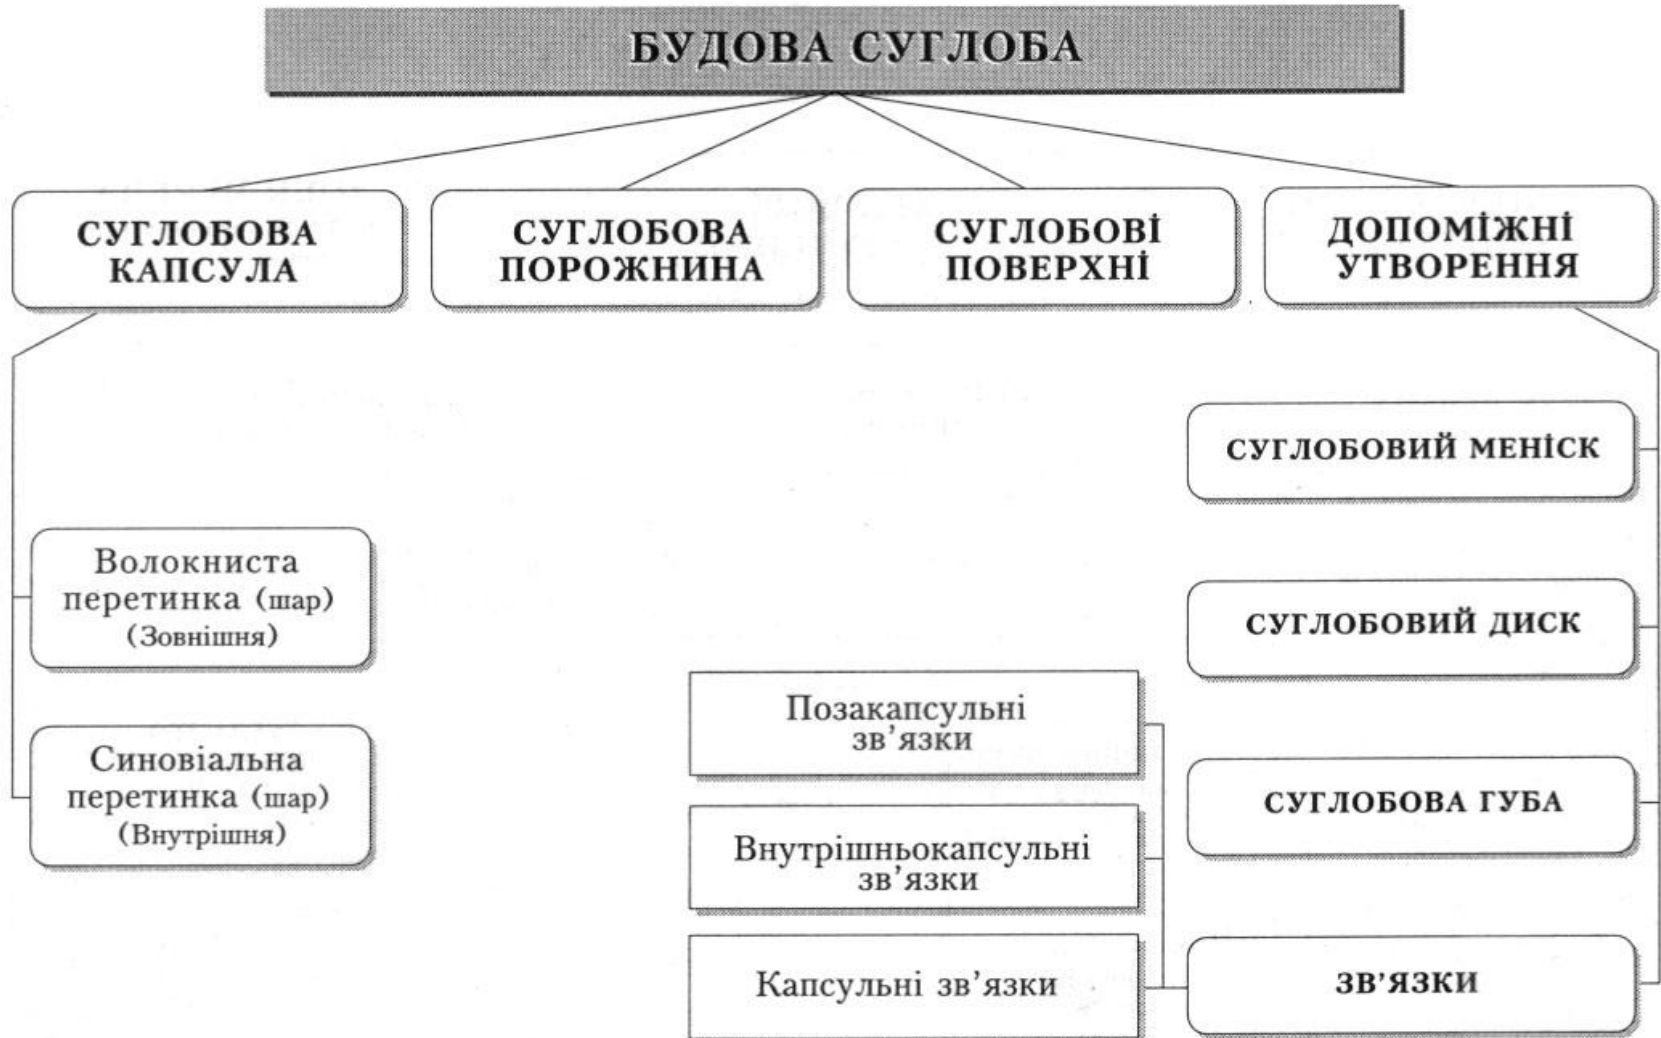 БУДОВА СУГЛОБА
СУГЛОБОВА
КАПСУЛА
СУГЛОБОВА
ПОРОЖНИНА
СУГЛОБОВІ
ПОВЕРХНІ
ДОПОМІЖНІ
УТВОРЕННЯ
Волокниста
перетинка (шар)
(Зовнішня)
Синовіальна
перетинка (шар)
(Внутрішня)
СУГЛОБОВИЙ МЕНІСК
СУГЛОБОВИЙ ДИСК
СУГЛОБОВА ГУБА
ЗВ’ЯЗКИ
Позакапсульні
зв’язки
Внутрішньокапсульні
зв’язки
Капсульні зв’язки